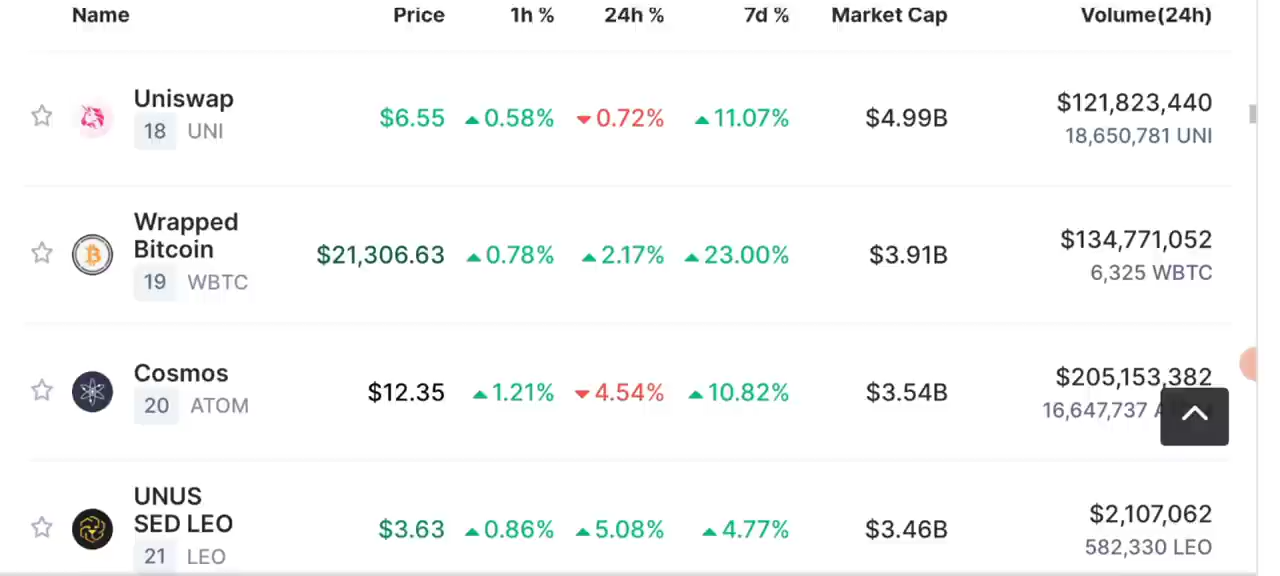 Name Price 1h % 24h % 7d % Market Cap Volume(24h)
Uniswap
18 UNI
$6.55 0.58% 0.72% 11.07% $4.99B
$121,823,440
18,650,781 UNI
Wrapped
Bitcoin
19 WBTC
$21,306.63 0.78% 2.17% 23.00% $3.91B
$134,771,052
6,325 WBTC
Cosmos
20 ATOM
$12.35 1.21% 4.54% 10.82% $3.54B
$205,153,382
16,647,737
UNUS
SED LEO
21 LEO
$3.63 0.86% 5.08% 4.77% $3.46B
$2,107,062
582,330 LEO